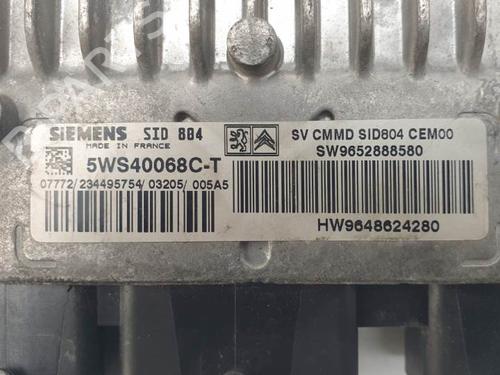 SIEMENS SID 804
MADE IN FRANCE
5WS40068C-T
07772/234495754/03205/ 005A5
SV CMMD SID804 CEM00
SW9652888580
HW9648624280